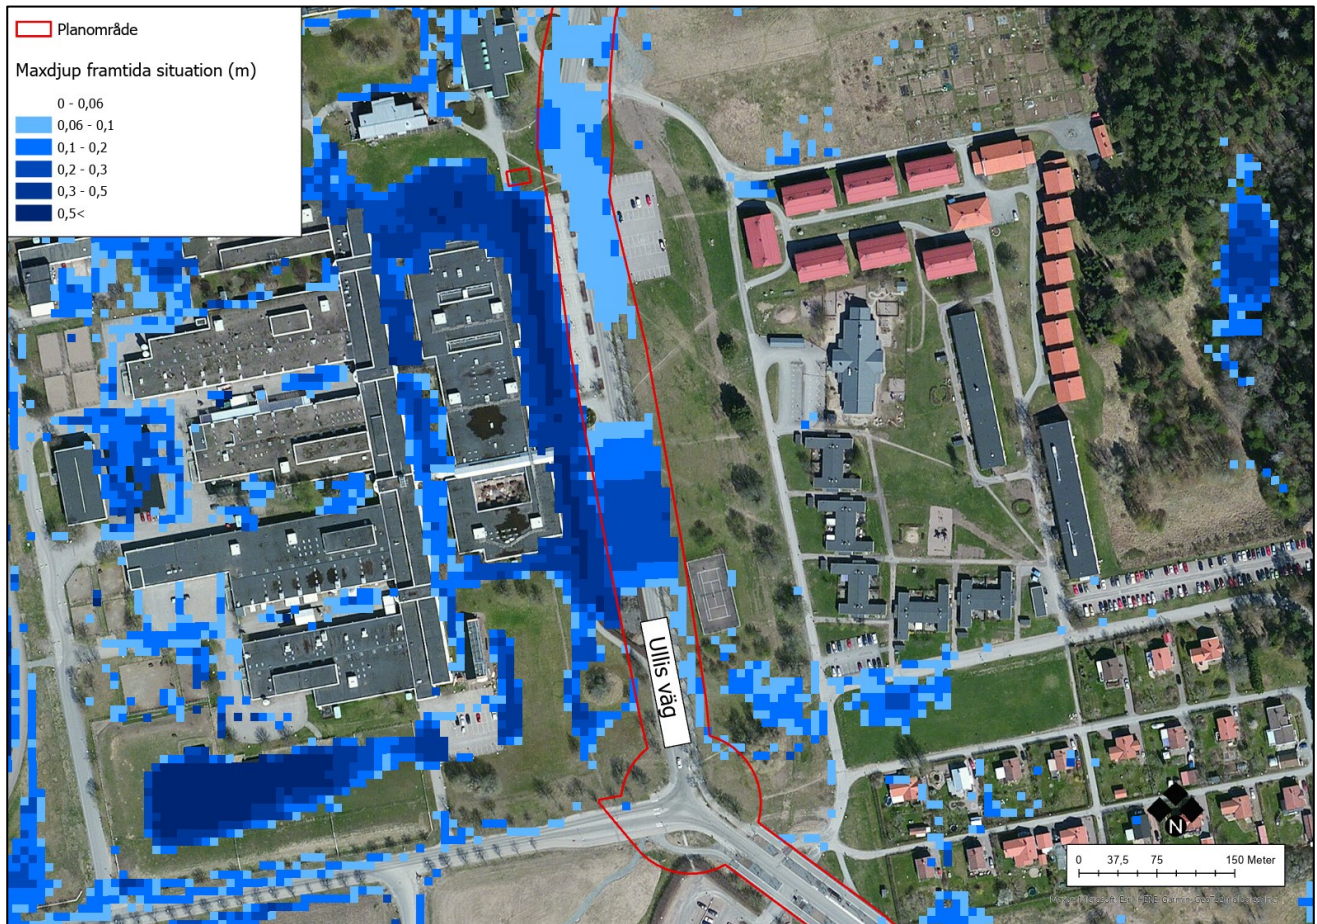 Planområde
Maxdjup framtida situation (m)
0 - 0,06
0,06 - 0,1
0,1 - 0,2
0,2 - 0,3
0,3 - 0,5
0,5<
Ullis väg
N
0 37,5 75 150 Meter